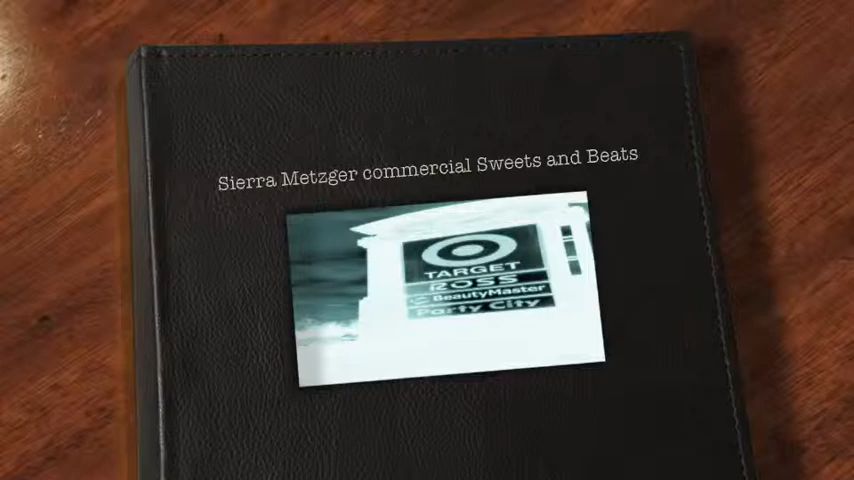 Sierra Metzger commercial Sweets and Beats
TARGET
ROSS
BeautyMaster
Party City